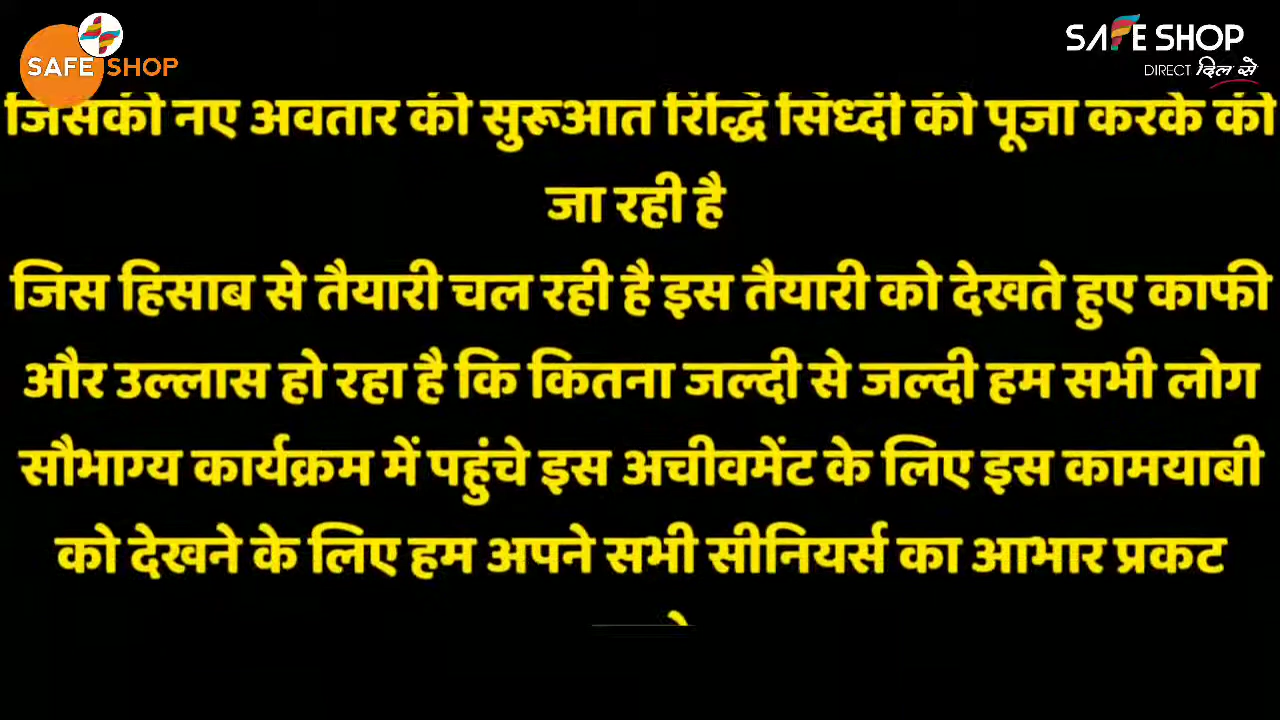 SAFE SHOP
SAFE SHOP
DIRECT दिल से
जिसकी नए अवतार की सुरूआत रिद्धि सिध्दी की पूजा करके की
जा रही है
जिस हिसाब से तैयारी चल रही है इस तैयारी को देखते हुए काफी
और उल्लास हो रहा है कि कितना जल्दी से जल्दी हम सभी लोग
सौभाग्य कार्यक्रम में पहुंचे इस अचीवमेंट के लिए इस कामयाबी
को देखने के लिए हम अपने सभी सीनियर्स का आभार प्रकट